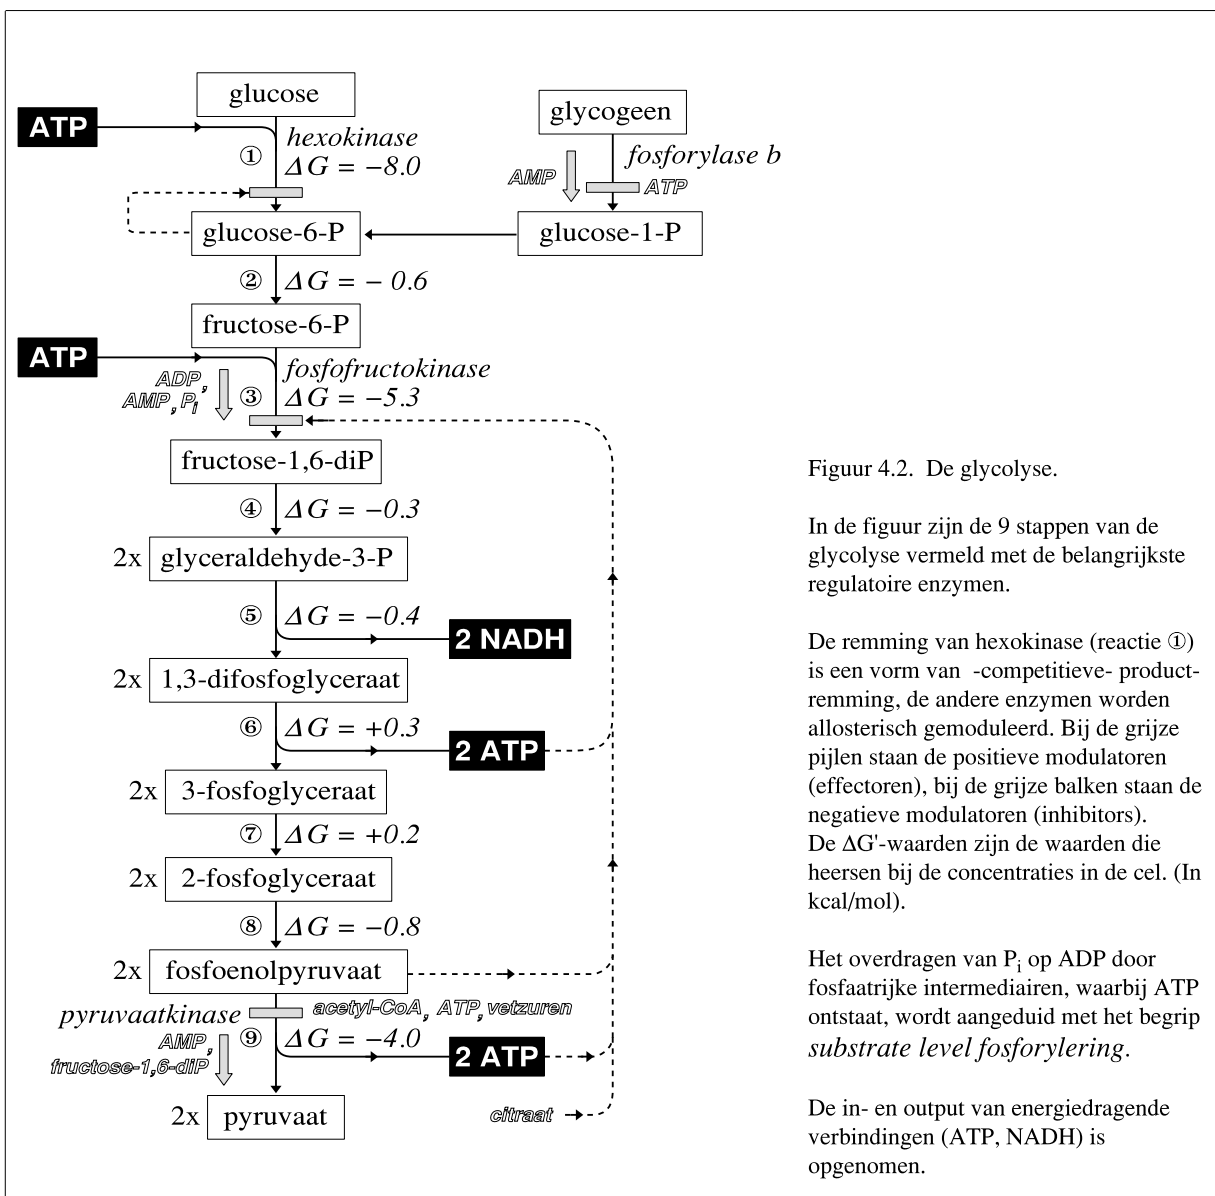 glucose
glycogeen
ATP
hexokinase
① ΔG = −8.0
fosforylase b
AMP
ATP
glucose-6-P
glucose-1-P
② ΔG = − 0.6
fructose-6-P
ATP
fosfofructokinase
ADP,
AMP, Pi
③ ΔG = −5.3
fructose-1,6-diP
④ ΔG = −0.3
2x glyceraldehyde-3-P
⑤ ΔG = −0.4
2 NADH
2x 1,3-difosfoglyceraat
⑥ ΔG = +0.3
2 ATP
2x 3-fosfoglyceraat
⑦ ΔG = +0.2
2x 2-fosfoglyceraat
⑧ ΔG = −0.8
2x fosfoenolpyruvaat
pyruvaatkinase
acetyl-CoA, ATP, vetzuren
AMP,
fructose-1,6-diP
⑨ ΔG = −4.0
2 ATP
2x pyruvaat
citraat
Figuur 4.2. De glycolyse.
In de figuur zijn de 9 stappen van de
glycolyse vermeld met de belangrijkste
regulatoire enzymen.
De remming van hexokinase (reactie ①)
is een vorm van -competitieve- product-
remming, de andere enzymen worden
allosterisch gemoduleerd. Bij de grijze
pijlen staan de positieve modulatoren
(effectoren), bij de grijze balken staan de
negatieve modulatoren (inhibitors).
De ΔG'-waarden zijn de waarden die
heersen bij de concentraties in de cel. (In
kcal/mol).
Het overdragen van Pi op ADP door
fosfaatrijke intermediairen, waarbij ATP
ontstaat, wordt aangeduid met het begrip
substrate level fosforylering.
De in- en output van energiedragende
verbindingen (ATP, NADH) is
opgenomen.